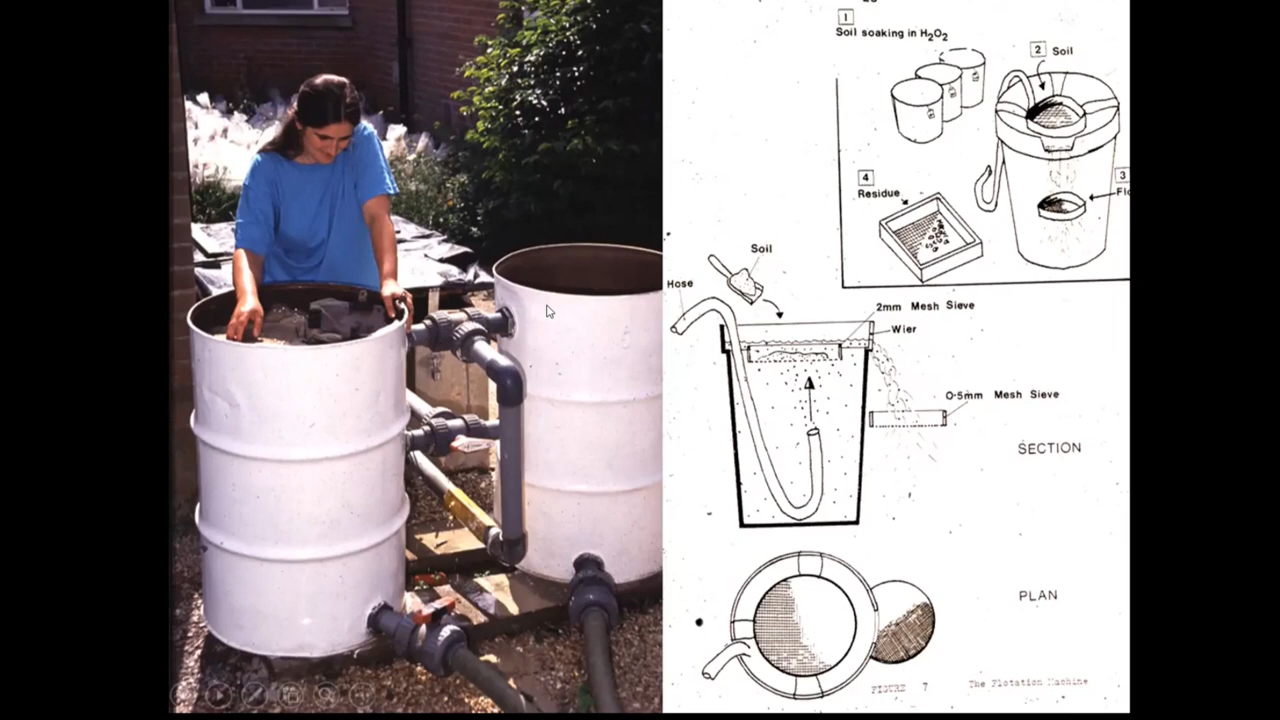 1
Soil soaking in H₂O₂
2 Soil
3
Flo
4
Residue
Soil
Hose
2mm Mesh Sieve
Wier
0·5mm Mesh Sieve
SECTION
PLAN
FIGURE 7 The Flotation Machine